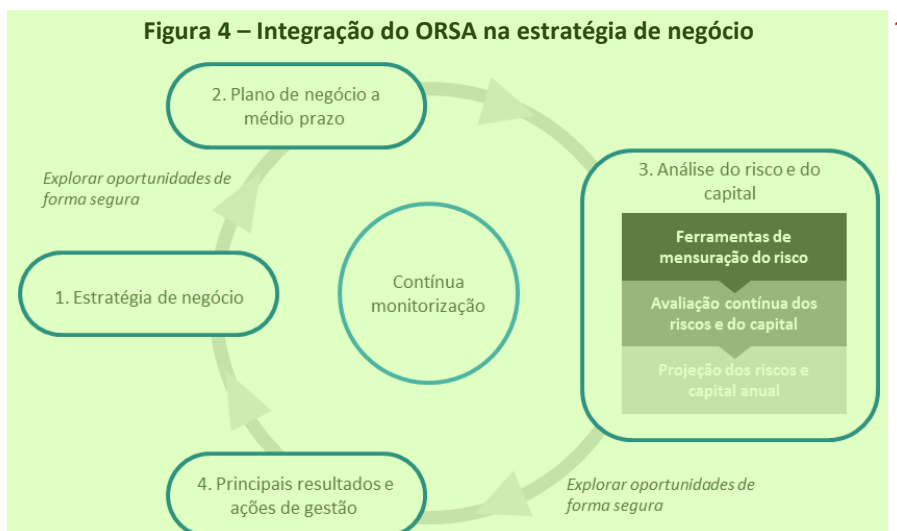 Figura 4 – Integração do ORSA na estratégia de negócio
2. Plano de negócio a
médio prazo
Explorar oportunidades de
forma segura
3. Análise do risco e do
capital
Ferramentas de
mensuração do risco
Avaliação contínua dos
riscos e do capital
Projeção dos riscos e
capital anual
Contínua
monitorização
1. Estratégia de negócio
4. Principais resultados e
ações de gestão
Explorar oportunidades de
forma segura